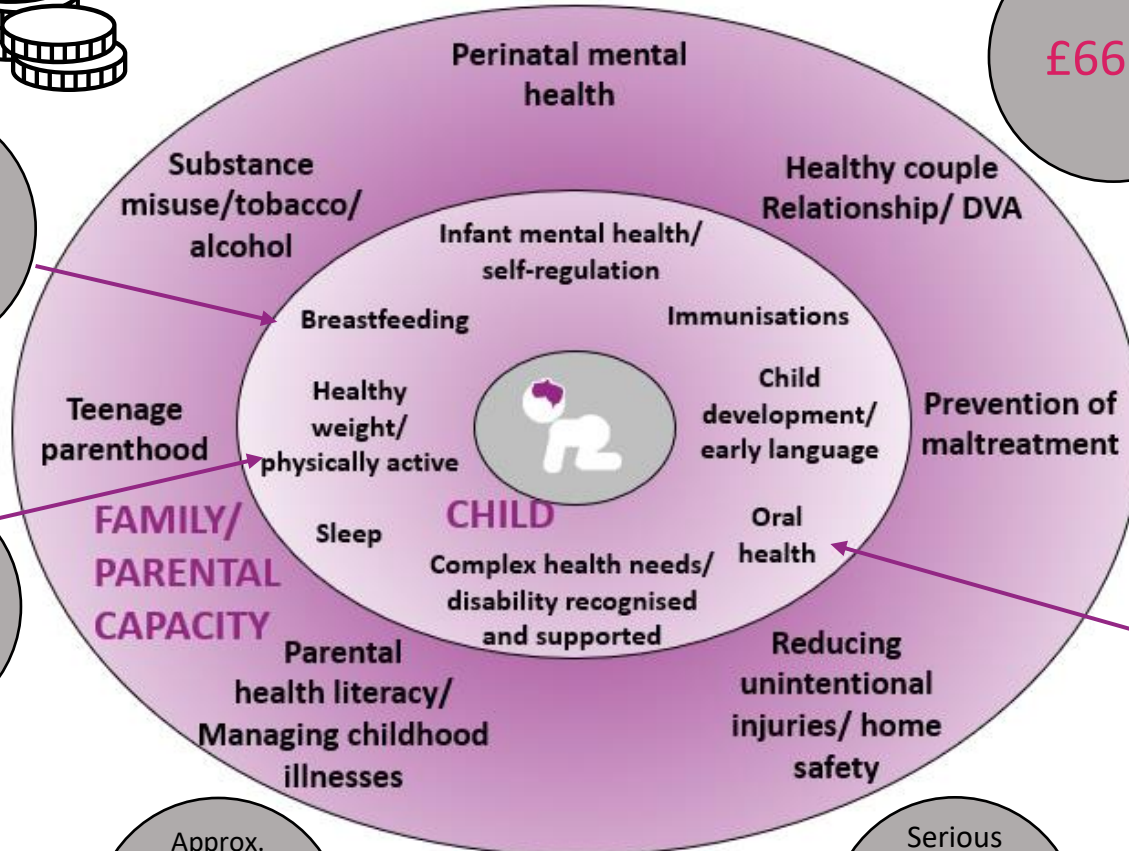 £66
Perinatal mental
health
Substance
misuse/tobacco/
alcohol
Healthy couple
Relationship/ DVA
Infant mental health/
self-regulation
Breastfeeding
Immunisations
Healthy
weight/
physically active
Child
development/
early language
Teenage
parenthood
Prevention of
maltreatment
FAMILY/
PARENTAL
CAPACITY
Sleep
CHILD
Oral
health
Complex health needs/
disability recognised
and supported
Parental
health literacy/
Managing childhood
illnesses
Reducing
unintentional
injuries/ home
safety
Approx.
Serious